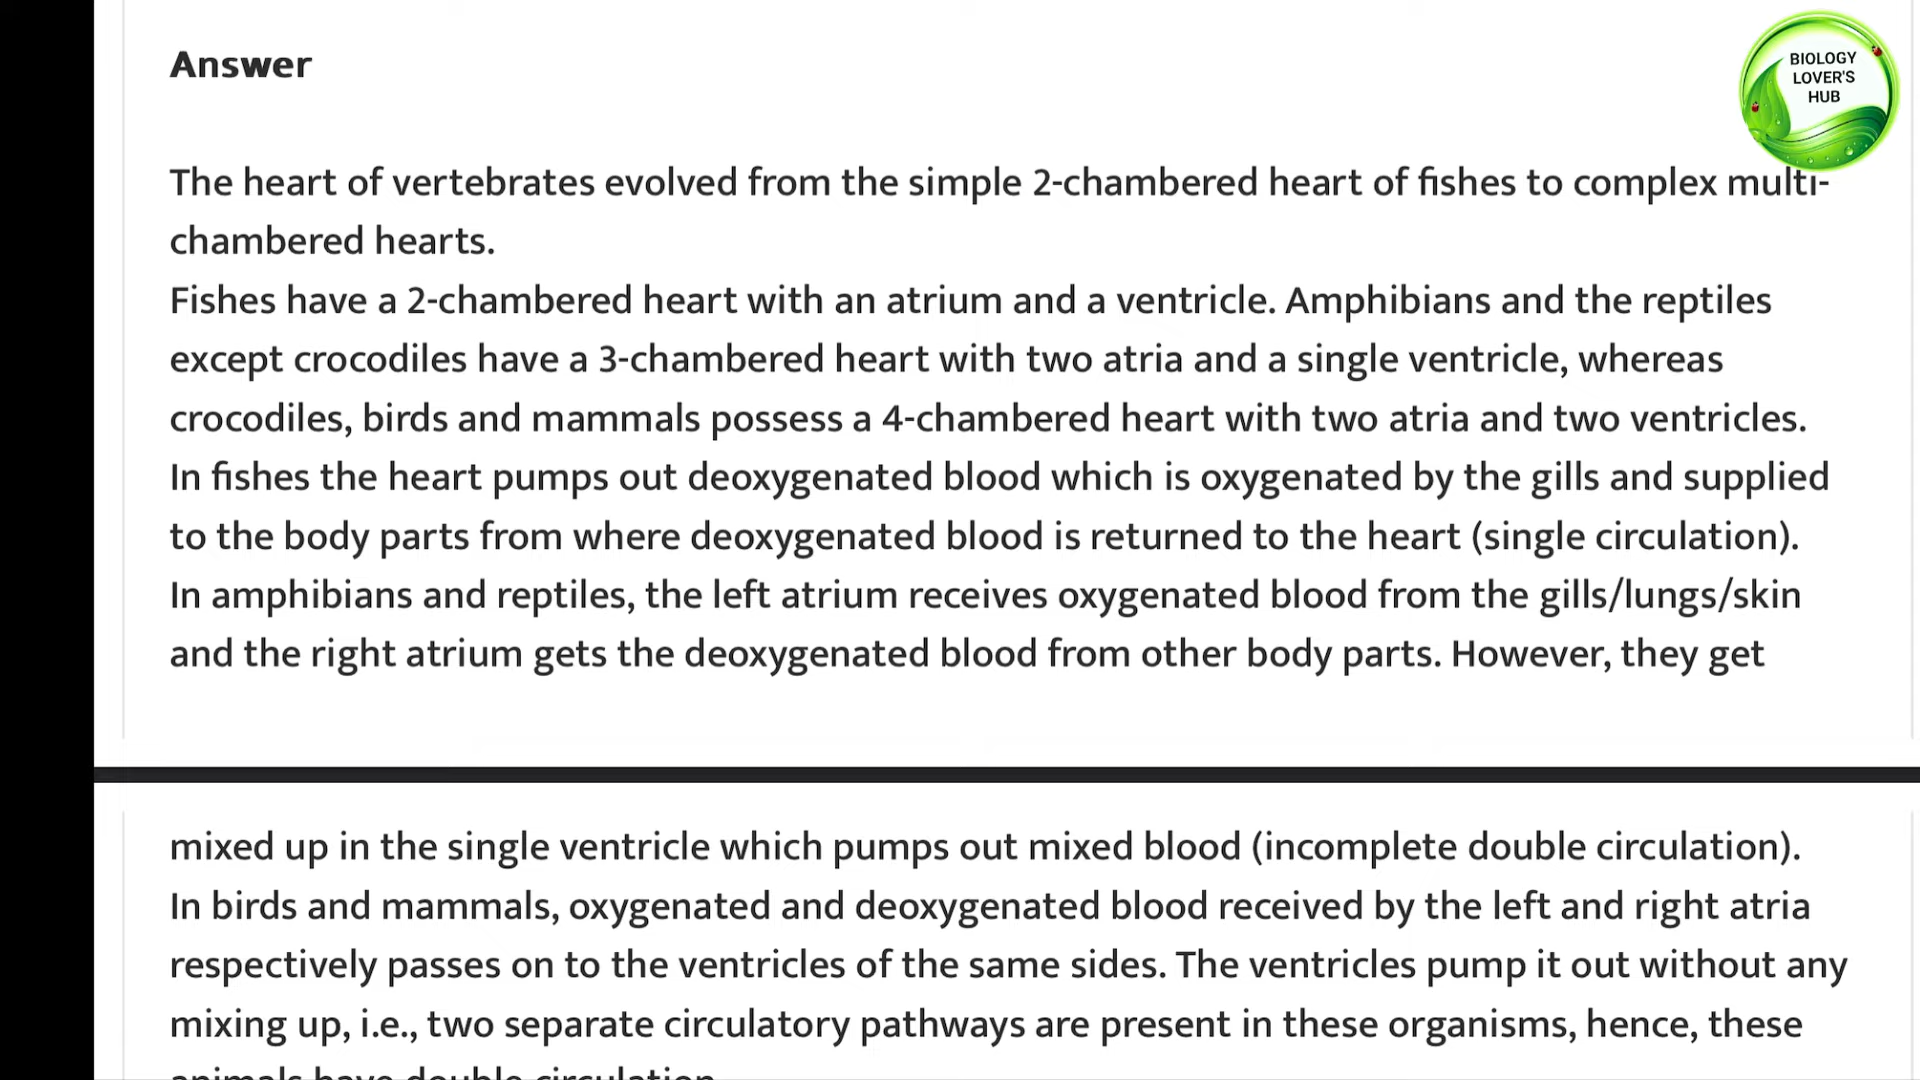 Answer
BIOLOGY
LOVER'S
HUB
The heart of vertebrates evolved from the simple 2-chambered heart of fishes to complex multi-
chambered hearts.
Fishes have a 2-chambered heart with an atrium and a ventricle. Amphibians and the reptiles
except crocodiles have a 3-chambered heart with two atria and a single ventricle, whereas
crocodiles, birds and mammals possess a 4-chambered heart with two atria and two ventricles.
In fishes the heart pumps out deoxygenated blood which is oxygenated by the gills and supplied
to the body parts from where deoxygenated blood is returned to the heart (single circulation).
In amphibians and reptiles, the left atrium receives oxygenated blood from the gills/lungs/skin
and the right atrium gets the deoxygenated blood from other body parts. However, they get
mixed up in the single ventricle which pumps out mixed blood (incomplete double circulation).
In birds and mammals, oxygenated and deoxygenated blood received by the left and right atria
respectively passes on to the ventricles of the same sides. The ventricles pump it out without any
mixing up, i.e., two separate circulatory pathways are present in these organisms, hence, these
animals have double circulation